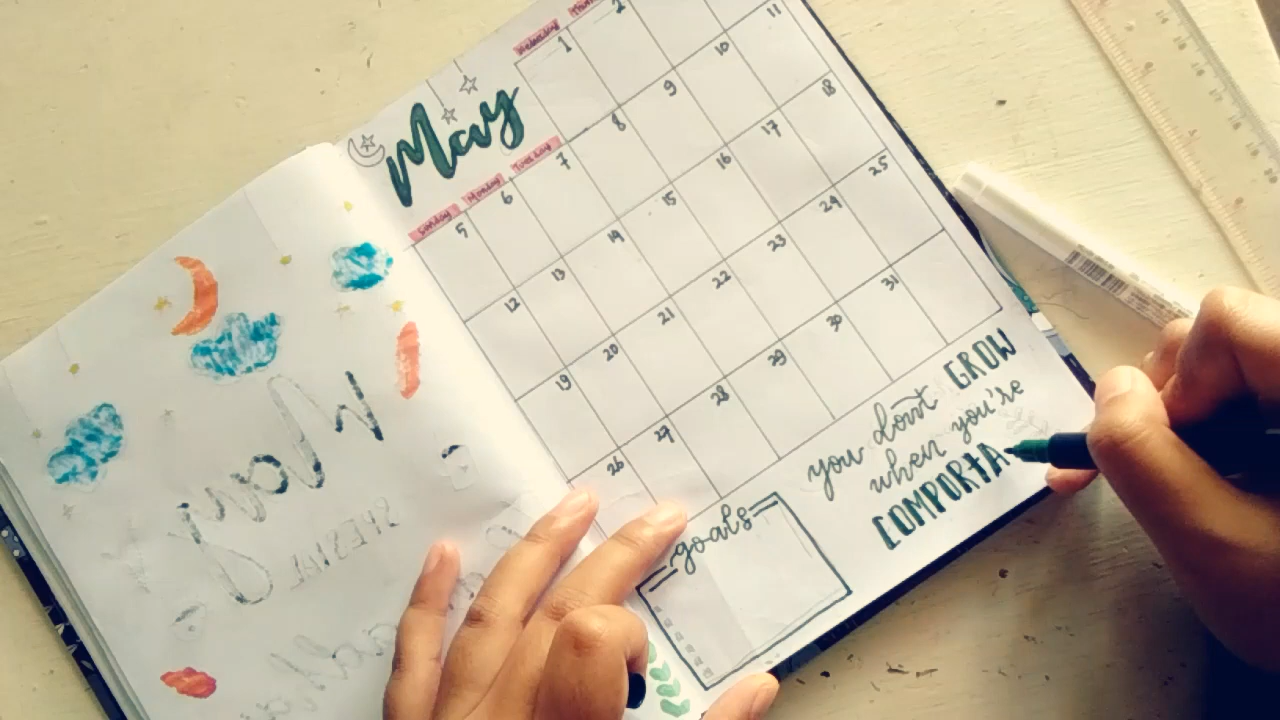 May
Wednesday
Sunday Monday Tuesday
1 2
5 6 7 8 9 10 11
12 13 14 15 16 17 18
19 20 21 22 23 24 25
26 27 28 29 30 31
goals
you dont GROW
when you're
COMPORTA